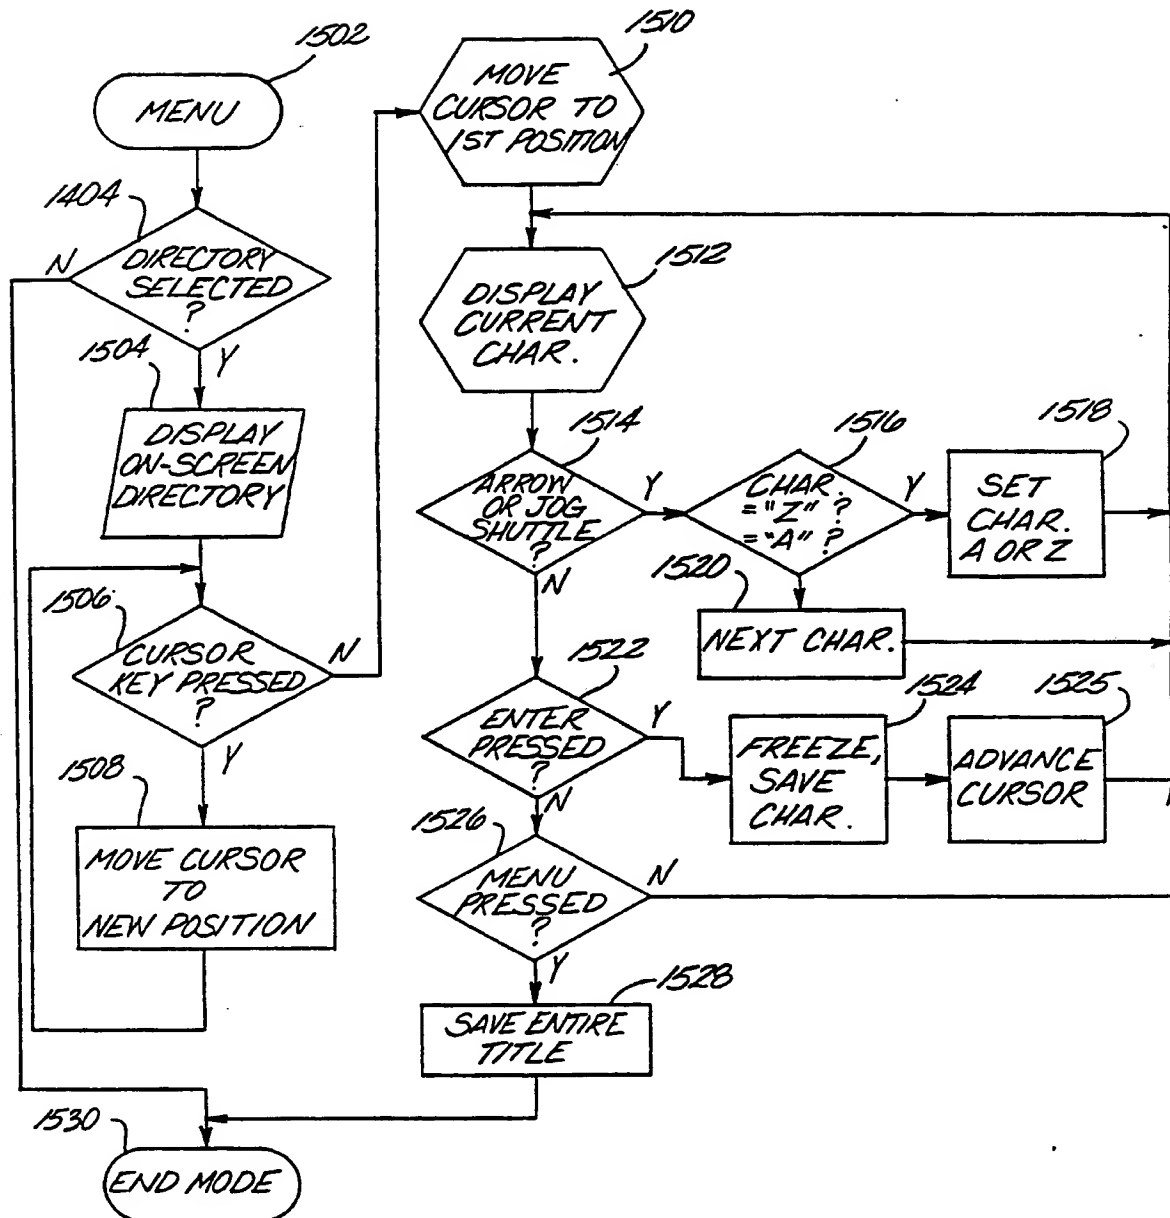 1502
MENU
1404
DIRECTORY
SELECTED
?
N
Y
1504
DISPLAY
ON-SCREEN
DIRECTORY
1506
CURSOR
KEY PRESSED
?
N
Y
1508
MOVE CURSOR
TO
NEW POSITION
1510
MOVE
CURSOR TO
1ST POSITION
1512
DISPLAY
CURRENT
CHAR.
1514
ARROW
OR JOG
SHUTTLE
?
Y
N
1516
CHAR.
="Z" ?
="A" ?
Y
1518
SET
CHAR.
A OR Z
1520
NEXT CHAR.
1522
ENTER
PRESSED
?
Y
N
1524
FREEZE,
SAVE
CHAR.
1525
ADVANCE
CURSOR
1526
MENU
PRESSED
?
N
Y
1528
SAVE ENTIRE
TITLE
1530
END MODE